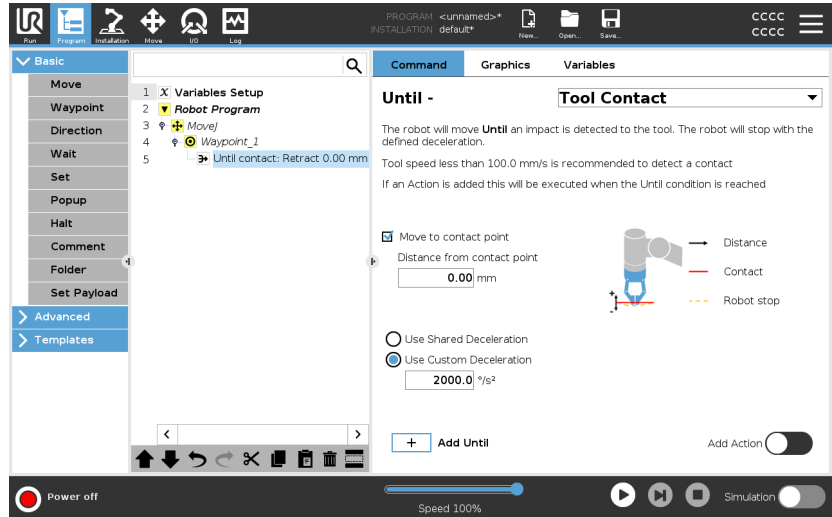 PROGRAM <unnamed>*
INSTALLATION default*
CCCC
CCCC
Run Program Installation Move I/O Log New... Open... Save...
Basic
Move
Waypoint
Direction
Wait
Set
Popup
Halt
Comment
Folder
Set Payload
Advanced
Templates
1 X Variables Setup
2 Robot Program
3 MoveJ
4 Waypoint_1
5 Until contact: Retract 0.00 mm
Command Graphics Variables
Until - Tool Contact
The robot will move Until an impact is detected to the tool. The robot will stop with the
defined deceleration.
Tool speed less than 100.0 mm/s is recommended to detect a contact
If an Action is added this will be executed when the Until condition is reached
Move to contact point
Distance from contact point
0.00 mm
Distance
Contact
Robot stop
+
-
Use Shared Deceleration
Use Custom Deceleration
2000.0 °/s²
+ Add Until
Add Action
Power off
Speed 100%
Simulation